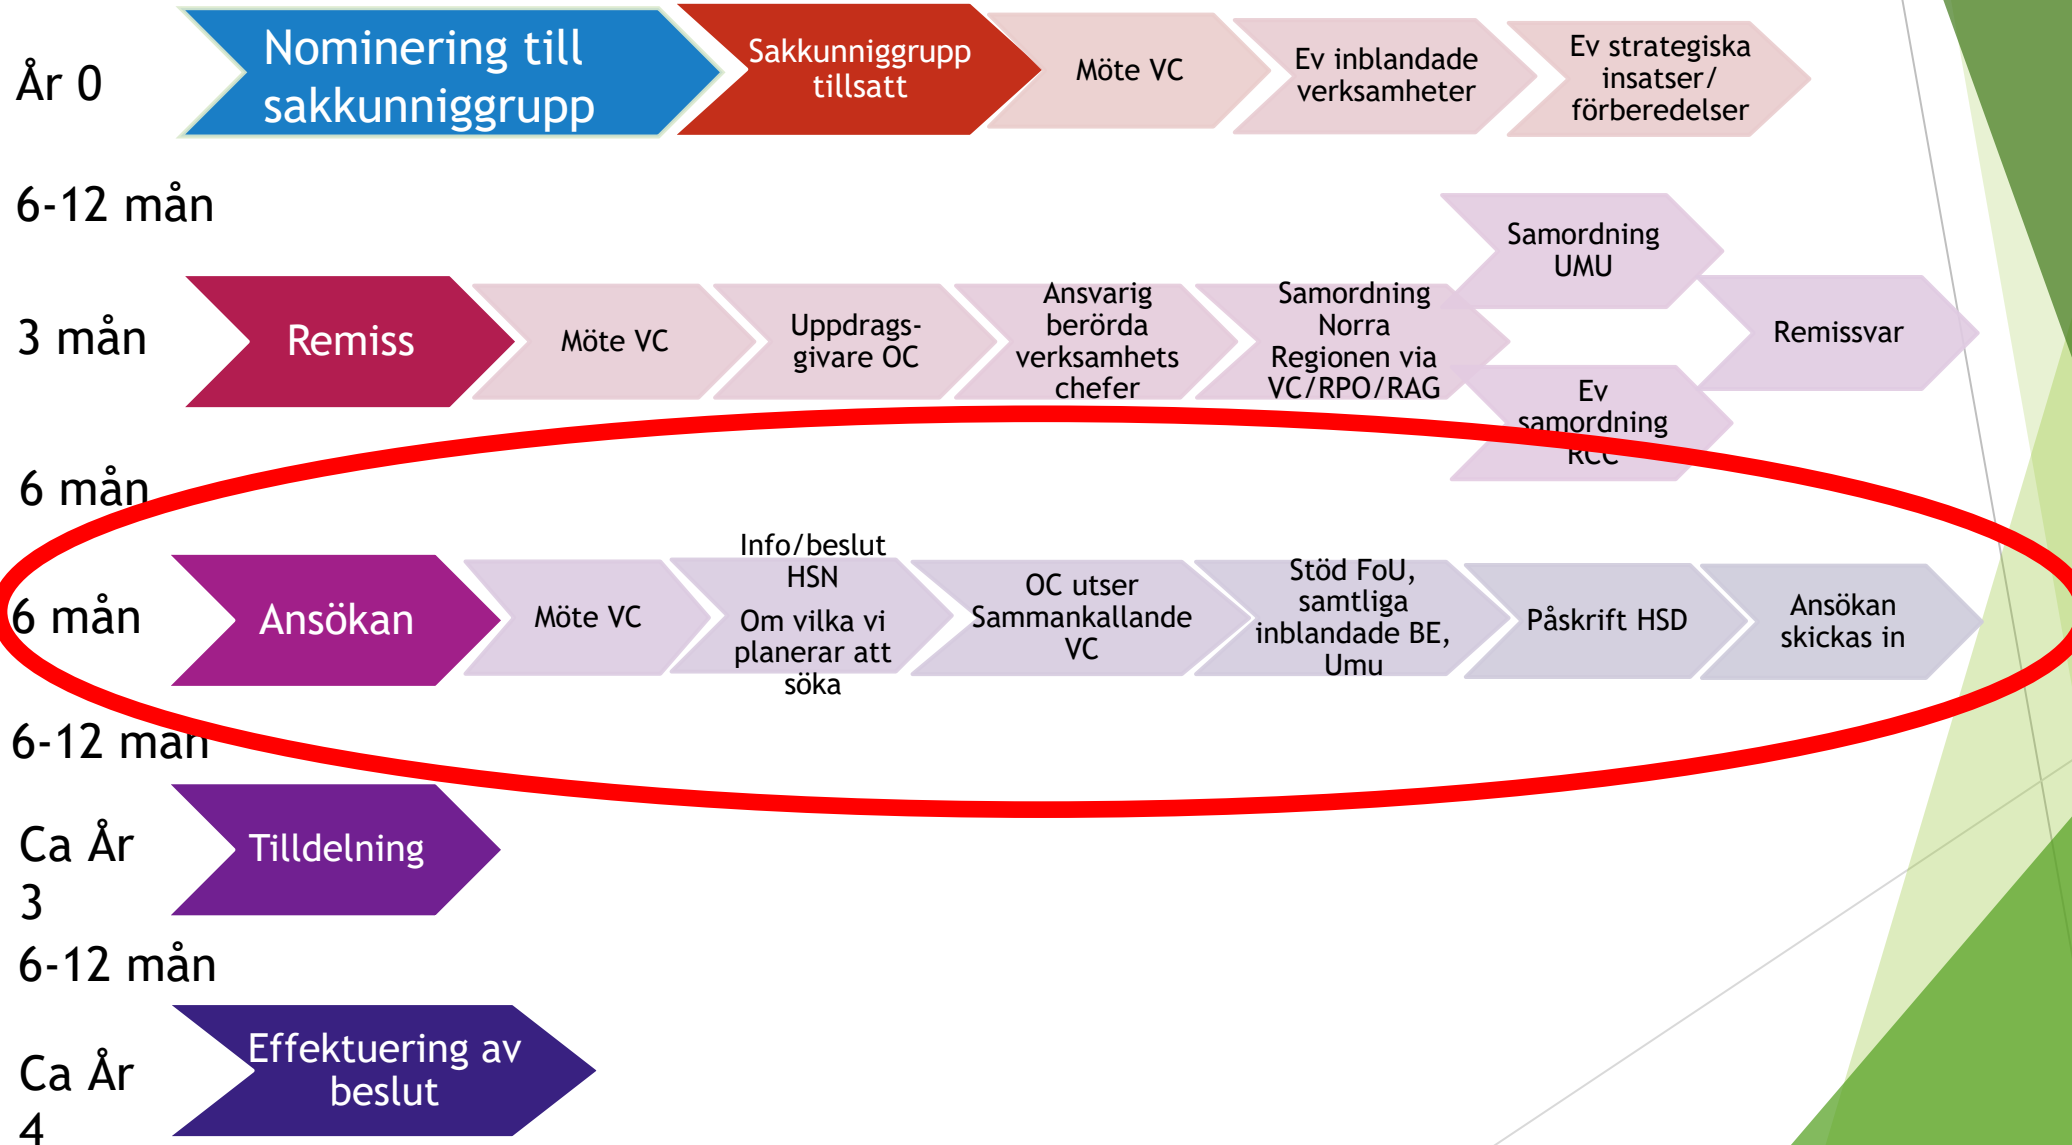 År 0
Nominering till
sakkunniggrupp
Sakkunniggrupp
tillsatt
Möte VC
Ev inblandade
verksamheter
Ev strategiska
insatser/
förberedelser
6-12 mån
3 mån
Remiss
Möte VC
Uppdrags-
givare OC
Ansvarig
berörda
verksamhets
chefer
Samordning
Norra
Regionen via
VC/RPO/RAG
Samordning
UMU
Ev
samordning
RCC
Remissvar
6 mån
6 mån
Ansökan
Möte VC
Info/beslut
HSN
Om vilka vi
planerar att
söka
OC utser
Sammankallande
VC
Stöd FoU,
samtliga
inblandade BE,
Umu
Påskrift HSD
Ansökan
skickas in
6-12 mån
Ca År
3
Tilldelning
6-12 mån
Ca År
4
Effektuering av
beslut